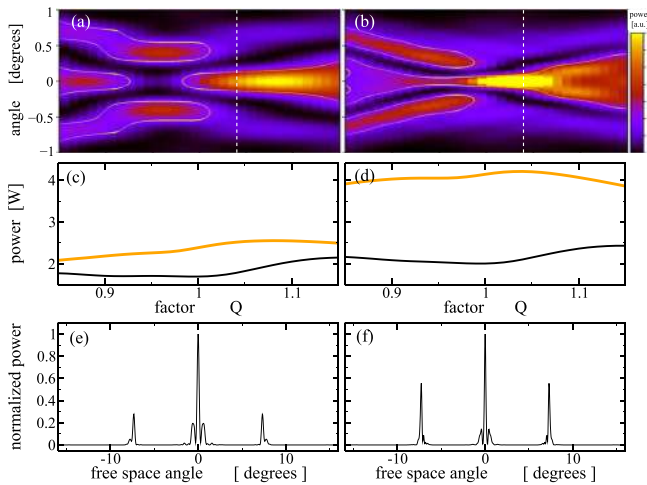 (a) (b) power
[a.u.]
angle [degrees]
1
0.5
0
−0.5
−1
(c) (d)
power [W]
4
3
2
0.9 1 1.1 0.9 1 1.1
factor Q factor Q
(e) (f)
normalized power
1
0.8
0.6
0.4
0.2
0
-10 0 10 -10 0 10
free space angle [ degrees ] free space angle [ degrees ]